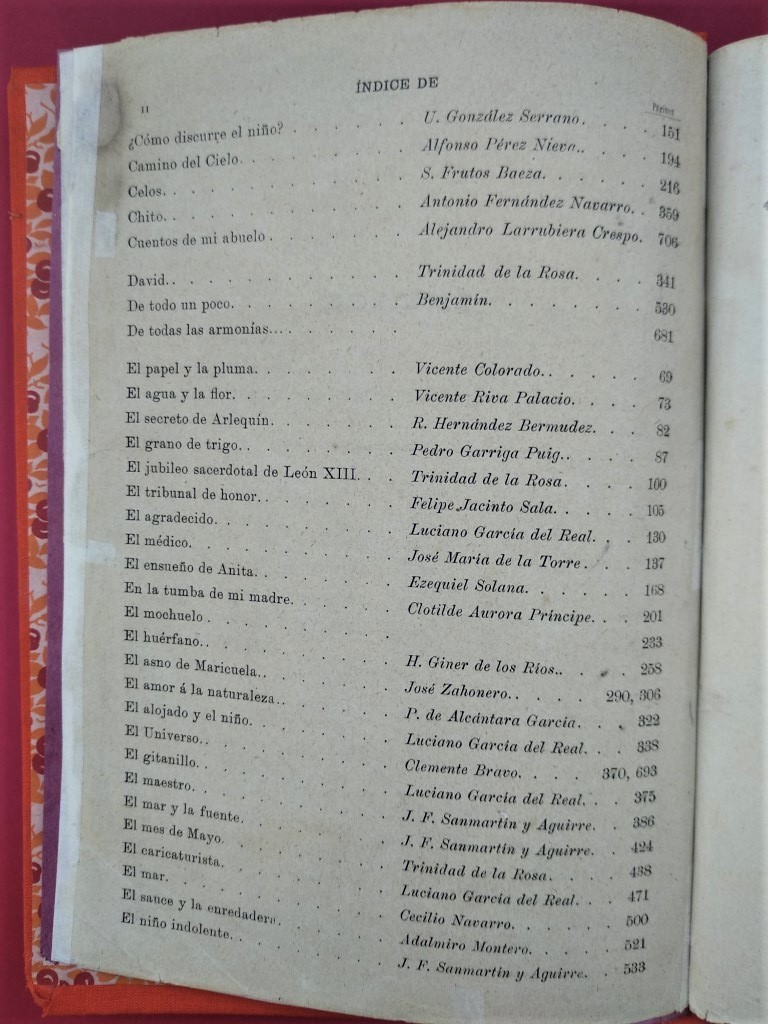 II ÍNDICE DE
Páginas
¿Cómo discurre el niño? . . . . . . U. González Serrano. . . . 151
Camino del Cielo. . . . . . . . Alfonso Pérez Nieva. . . . 194
Celos. . . . . . . . . . . S. Frutos Baeza. . . . . . 216
Chito. . . . . . . . . . . Antonio Fernández Navarro. . 359
Cuentos de mi abuelo . . . . . . . Alejandro Larrubiera Crespo. 706
David. . . . . . . . . . . Trinidad de la Rosa. . . . 341
De todo un poco. . . . . . . . . Benjamín. . . . . . . . 530
De todas las armonías... . . . . . . 681
El papel y la pluma. . . . . . . . Vicente Colorado. . . . . . 69
El agua y la flor. . . . . . . . Vicente Riva Palacio. . . . 73
El secreto de Arlequín. . . . . . . R. Hernández Bermudez. . . 82
El grano de trigo. . . . . . . . Pedro Garriga Puig. . . . . 87
El jubileo sacerdotal de León XIII. . . Trinidad de la Rosa. . . . 100
El tribunal de honor. . . . . . . Felipe Jacinto Sala. . . . . 105
El agradecido. . . . . . . . . Luciano García del Real. . . 130
El médico. . . . . . . . . . José María de la Torre . . . 137
El ensueño de Anita. . . . . . . . Ezequiel Solana. . . . . . 168
En la tumba de mi madre. . . . . . Clotilde Aurora Príncipe. . . 201
El mochuelo . . . . . . . . . 233
El huérfano. . . . . . . . . . H. Giner de los Ríos. . . . 258
El asno de Maricuela. . . . . . . José Zahonero. . . . . 290, 306
El amor á la naturaleza. . . . . . P. de Alcántara García. . . 322
El alojado y el niño. . . . . . . Luciano García del Real. . . 338
El Universo. . . . . . . . . . Clemente Bravo. . . . 370, 693
El gitanillo. . . . . . . . . . Luciano García del Real. . . 375
El maestro. . . . . . . . . . J. F. Sanmartín y Aguirre. . 386
El mar y la fuente. . . . . . . . J. F. Sanmartín y Aguirre. . 424
El mes de Mayo. . . . . . . . . Trinidad de la Rosa. . . . 438
El caricaturista. . . . . . . . . Luciano García del Real. . . 471
El mar. . . . . . . . . . . Cecilio Navarro. . . . . . 500
El sauce y la enredadera. . . . . . Adalmiro Montero. . . . . 521
El niño indolente. . . . . . . . J. F. Sanmartín y Aguirre. . 533